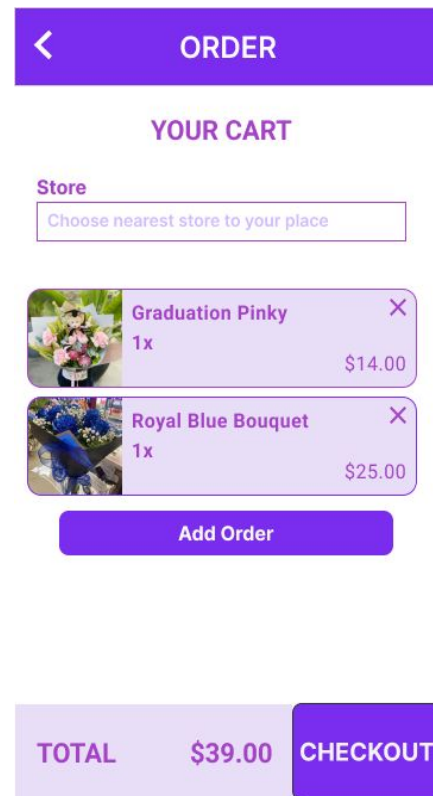 ORDER
YOUR CART
Store
Choose nearest store to your place
Graduation Pinky
1x
$14.00
Royal Blue Bouquet
1x
$25.00
Add Order
TOTAL $39.00 CHECKOUT